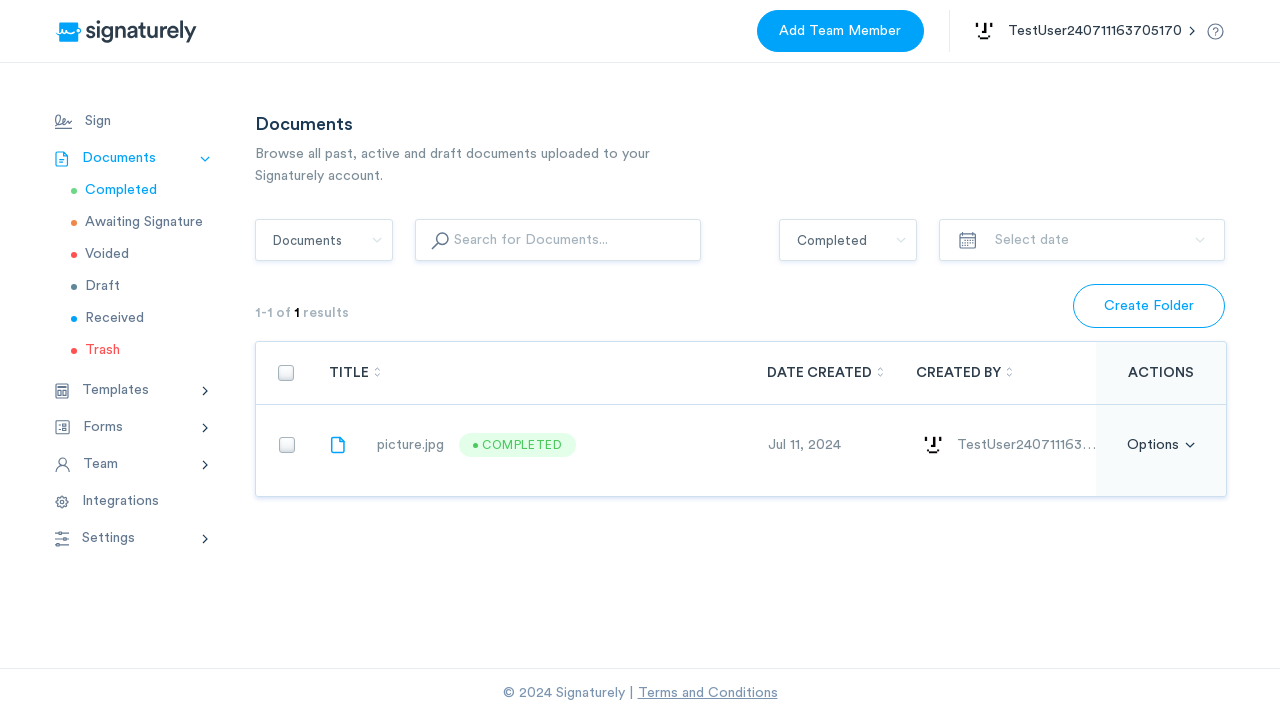 signaturely
Add Team Member
TestUser240711163705170
Sign
Documents
Completed
Awaiting Signature
Voided
Draft
Received
Trash
Templates
Forms
Team
Integrations
Settings
Documents
Browse all past, active and draft documents uploaded to your
Signaturely account.
Documents
Search for Documents...
Completed
Select date
1-1 of 1 results
Create Folder
TITLE
DATE CREATED
CREATED BY
ACTIONS
picture.jpg
COMPLETED
Jul 11, 2024
TestUser240711163...
Options
© 2024 Signaturely | Terms and Conditions